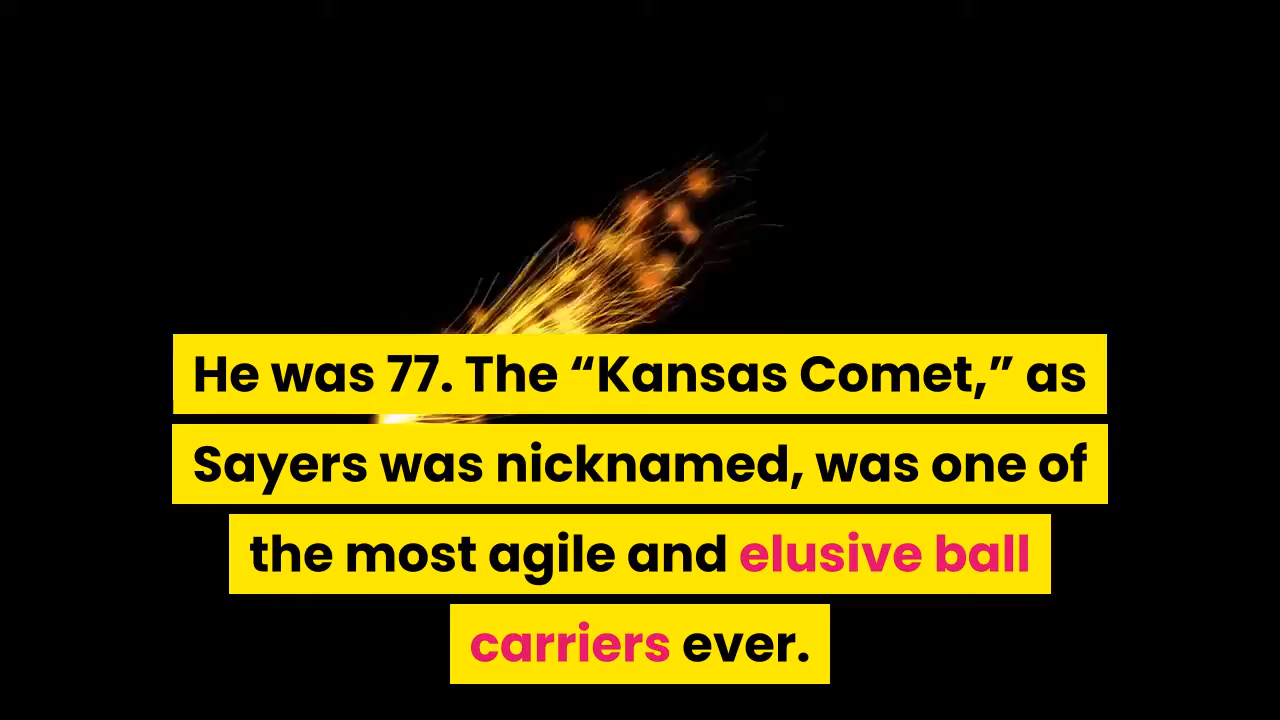 He was 77. The “Kansas Comet,” as
Sayers was nicknamed, was one of
the most agile and elusive ball
carriers ever.